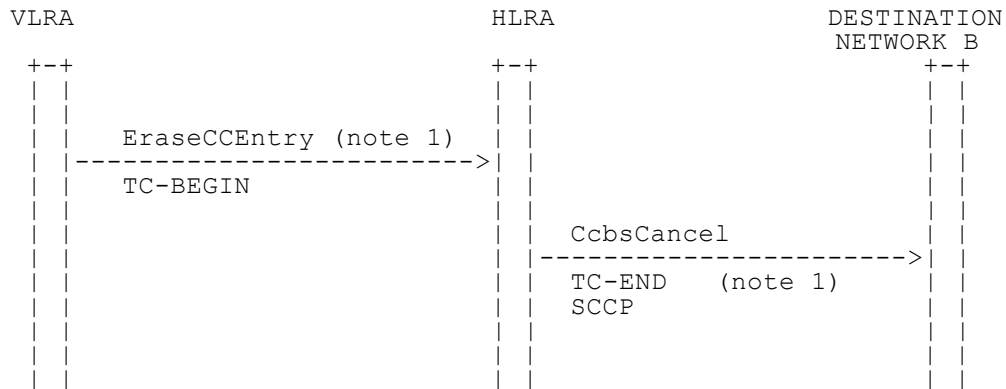 VLRA HLRA DESTINATION
NETWORK B
EraseCCEntry (note 1)
TC-BEGIN
CcbsCancel
TC-END (note 1)
SCCP